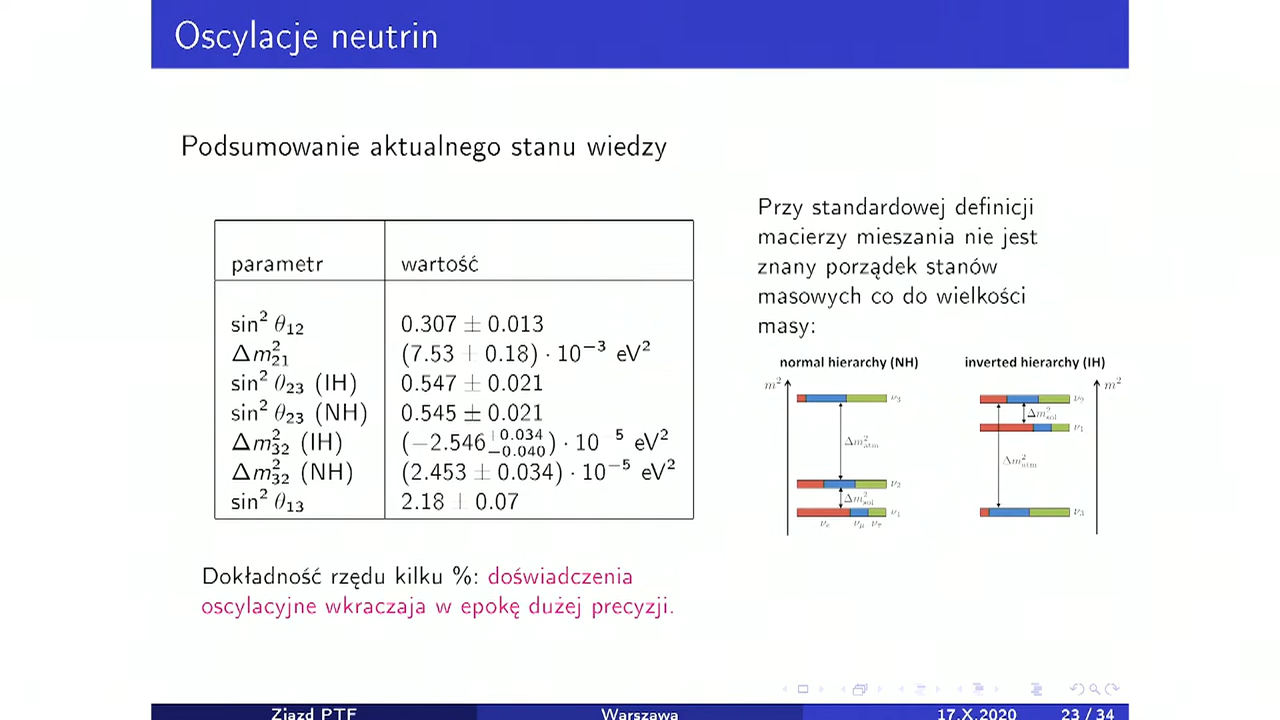 Oscylacje neutrin
Podsumowanie aktualnego stanu wiedzy
parametr wartość
sin² θ₁₂ 0.307 ± 0.013
Δm²₂₁ (7.53 ± 0.18) · 10⁻³ eV²
sin² θ₂₃ (IH) 0.547 ± 0.021
sin² θ₂₃ (NH) 0.545 ± 0.021
Δm²₃₂ (IH) (−2.546 +0.034 −0.040) · 10⁻⁵ eV²
Δm²₃₂ (NH) (2.453 ± 0.034) · 10⁻⁵ eV²
sin² θ₁₃ 2.18 ± 0.07
Dokładność rzędu kilku %: doświadczenia
oscylacyjne wkraczaja w epokę dużej precyzji.
Przy standardowej definicji
macierzy mieszania nie jest
znany porządek stanów
masowych co do wielkości
masy:
normal hierarchy (NH)
m²
ν₃
Δm²atm
ν₂
Δm²sol
ν₁
νe νμ ντ
inverted hierarchy (IH)
m²
ν₂
Δm²sol
ν₁
Δm²atm
ν₃
Zjazd PTF Warszawa 17.X.2020 23 / 34